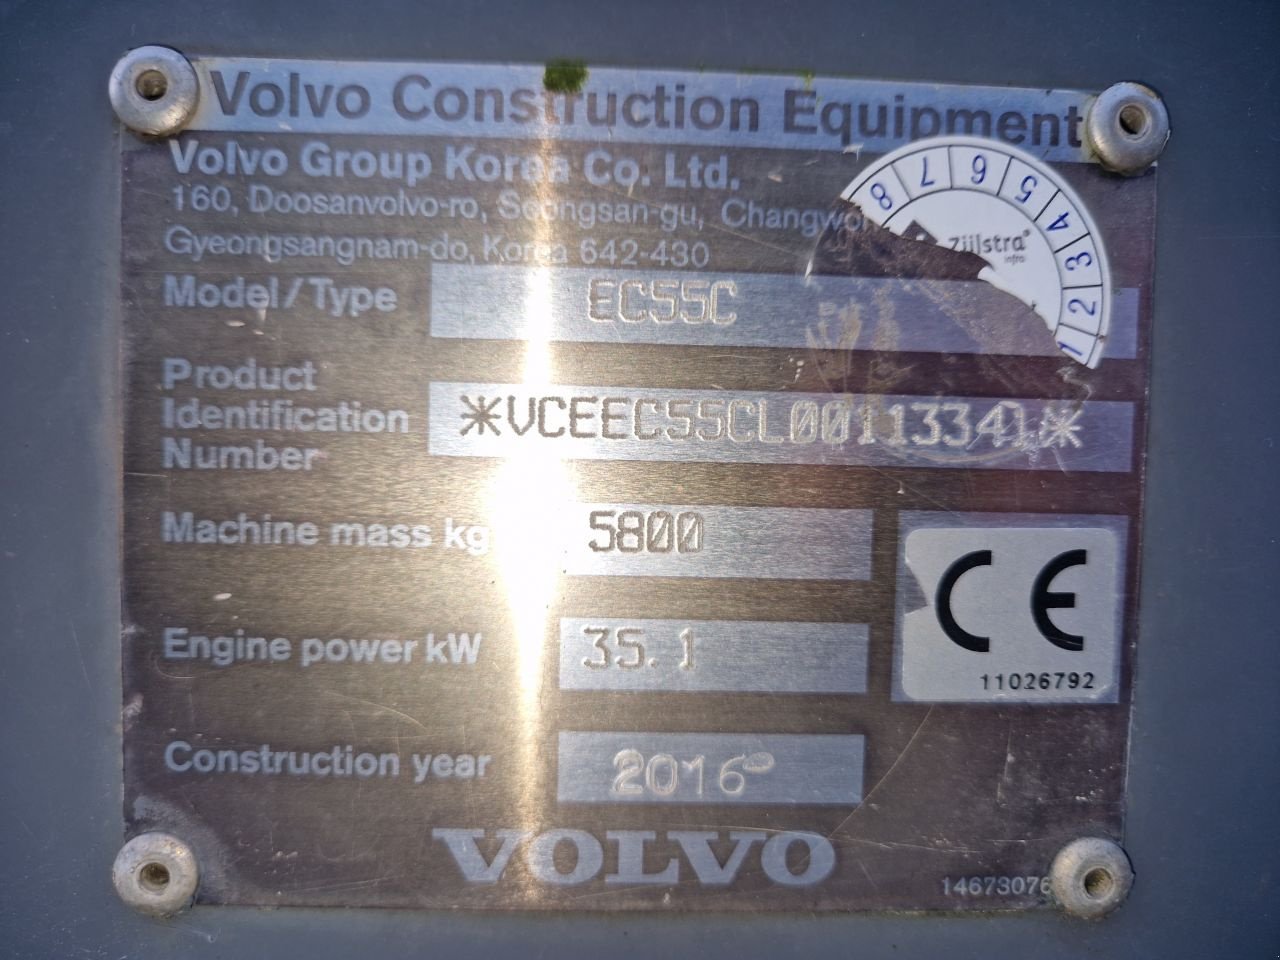 Volvo Construction Equipment
Volvo Group Korea Co. Ltd.
160, Doosanvolvo-ro, Seongsan-gu,
Gyeongsangnam-do, Korea 642-430
8 7 6 5 4 3 2 1
zijlstra
infra
Model/Type EC55C
Product
Identification
Number
*VCEEC55CL00113341*
Machine mass kg 5800
Engine power kW 35.1
Construction year 2016
CE
11026792
VOLVO
1467307